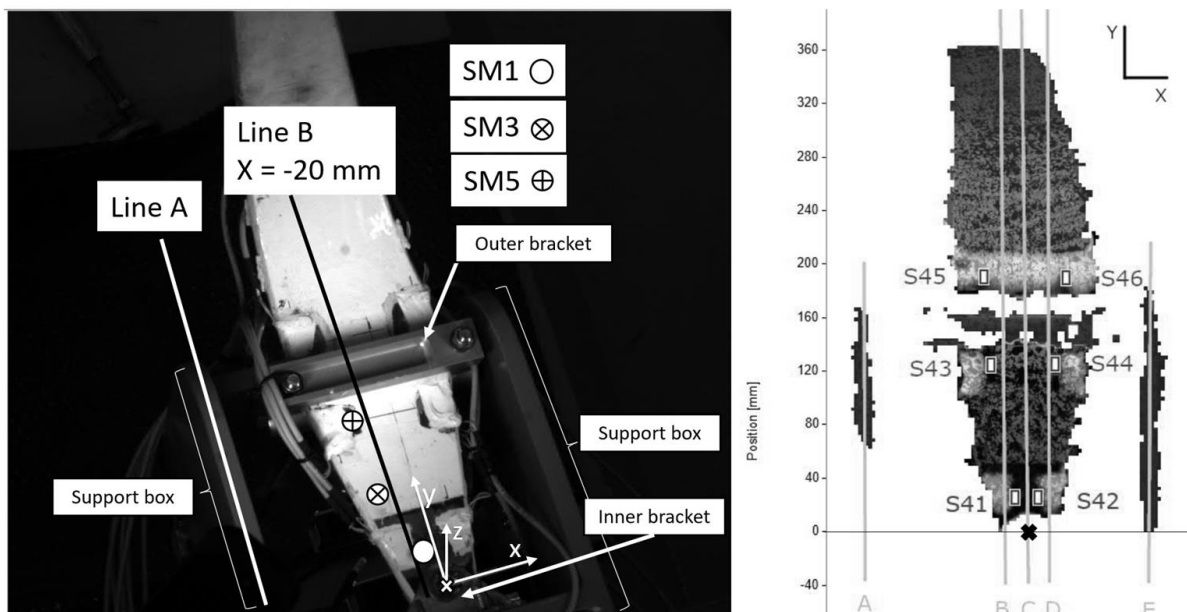 SM1
SM3
SM5
Line B
X = -20 mm
Line A
Outer bracket
Support box
Support box
Inner bracket
y
z
x
Y
X
Position [mm]
360
320
280
240
200
160
120
80
40
0
-40
S45
S46
S43
S44
S41
S42
A
B
C
D
E